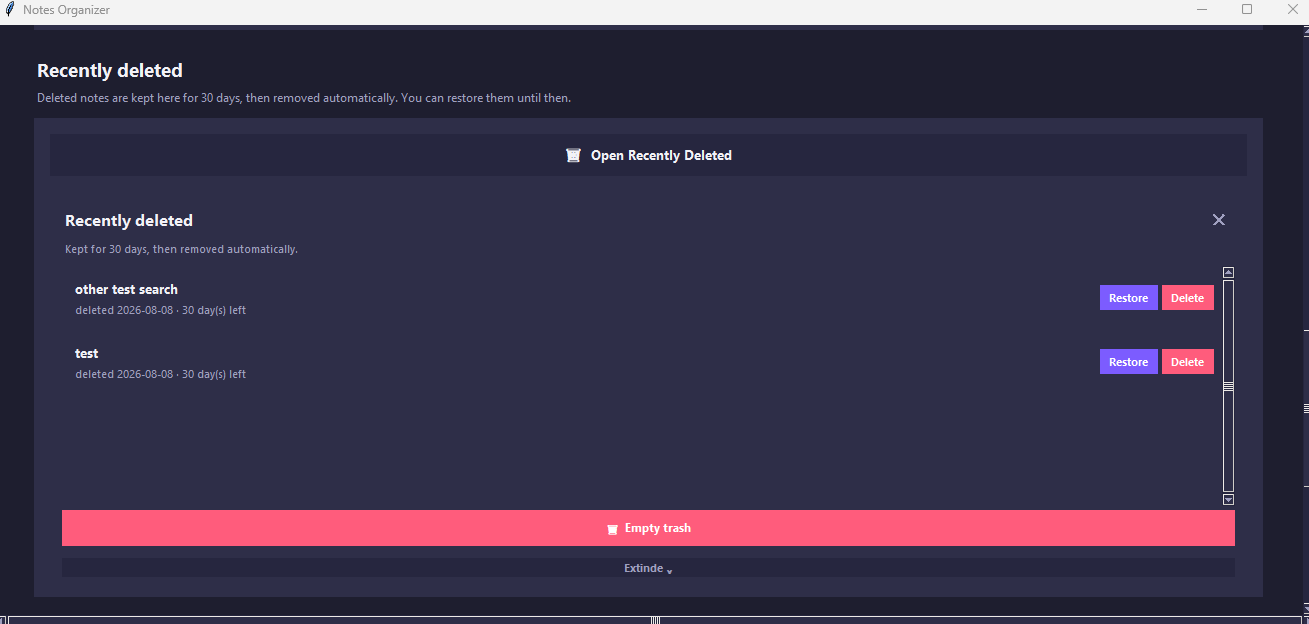 Notes Organizer
Recently deleted
Deleted notes are kept here for 30 days, then removed automatically. You can restore them until then.
Open Recently Deleted
Recently deleted
Kept for 30 days, then removed automatically.
other test search
deleted 2026-08-08 · 30 day(s) left
Restore Delete
test
deleted 2026-08-08 · 30 day(s) left
Restore Delete
Empty trash
Extinde